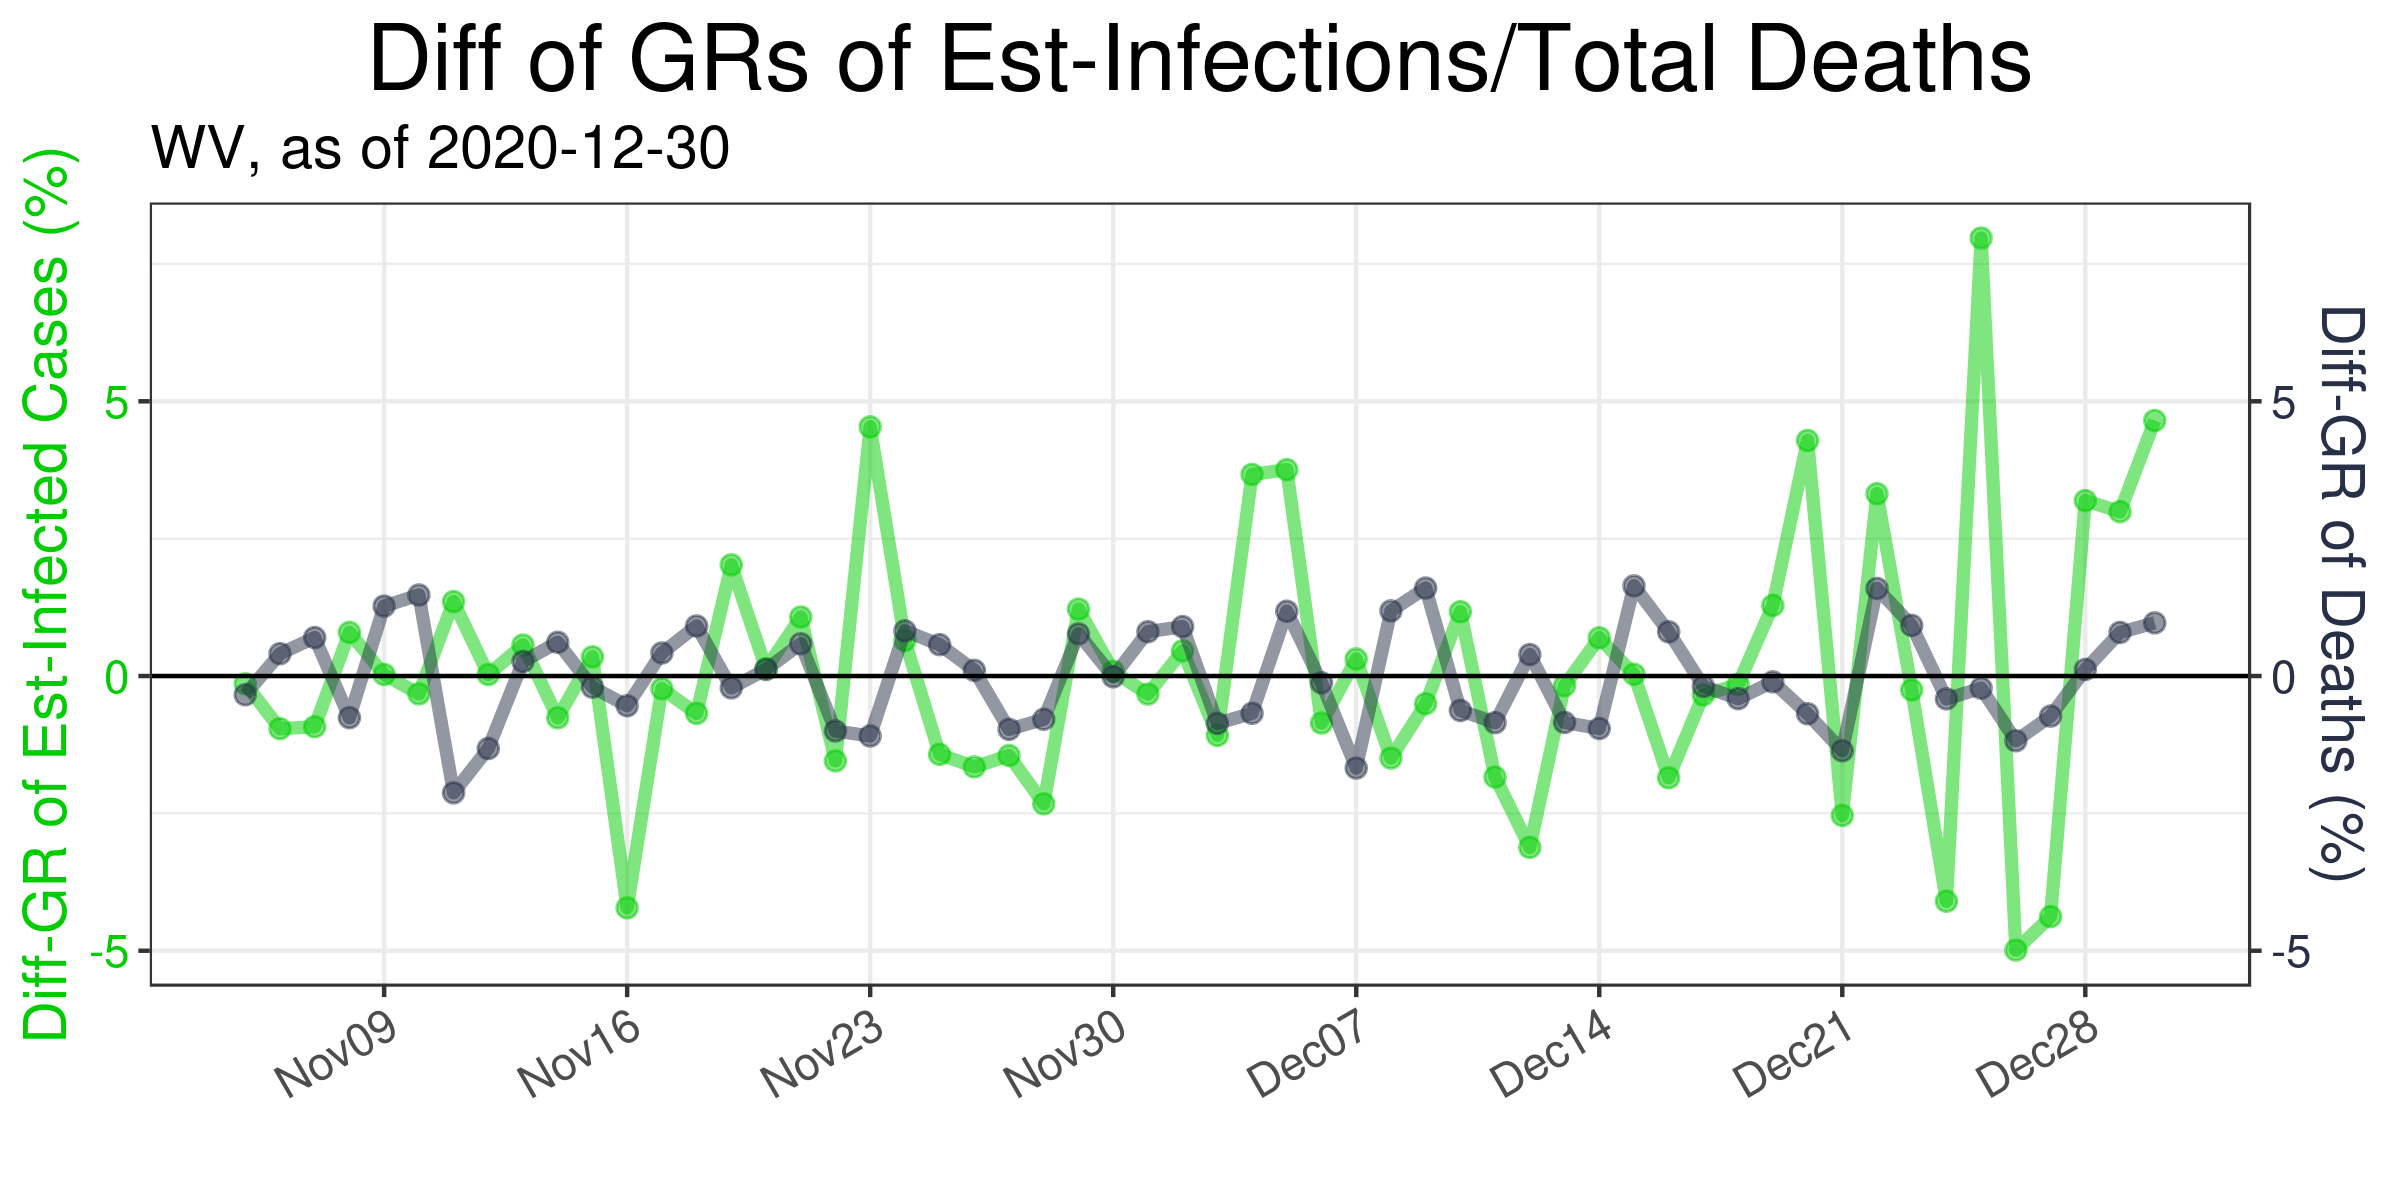 Diff of GRs of Est-Infections/Total Deaths
WV, as of 2020-12-30
Diff-GR of Est-Infected Cases (%)
5
0
-5
5
0
-5
Diff-GR of Deaths (%)
Nov09
Nov16
Nov23
Nov30
Dec07
Dec14
Dec21
Dec28